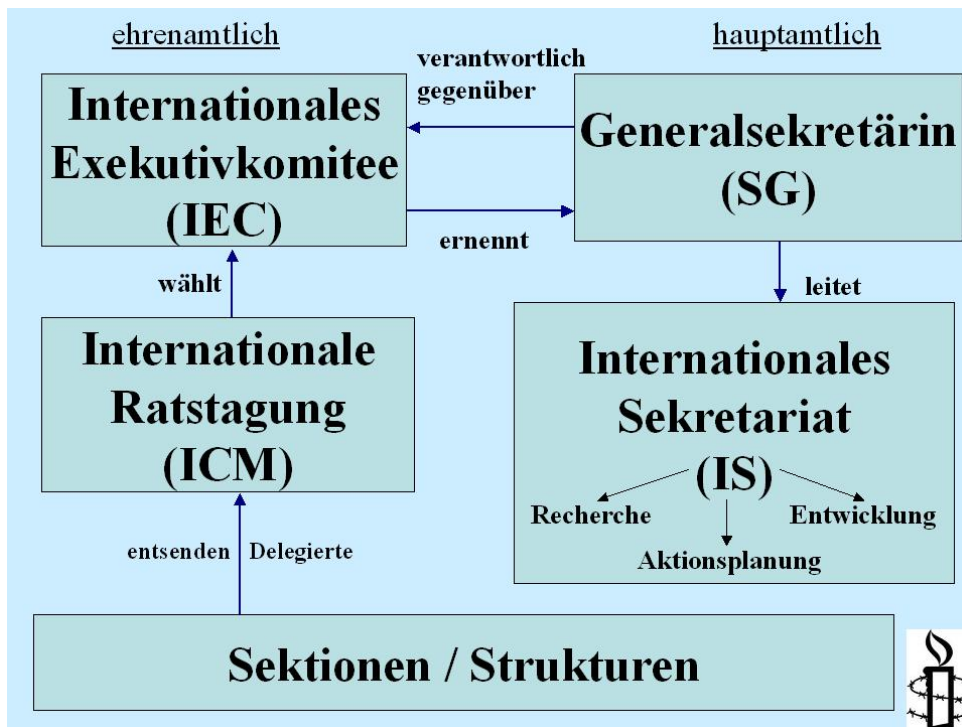 ehrenamtlich
hauptamtlich
verantwortlich
gegenüber
Internationales
Exekutivkomitee
(IEC)
Generalsekretärin
(SG)
ernennt
wählt
leitet
Internationale
Ratstagung
(ICM)
Internationales
Sekretariat
(IS)
Recherche
Entwicklung
Aktionsplanung
entsenden Delegierte
Sektionen / Strukturen